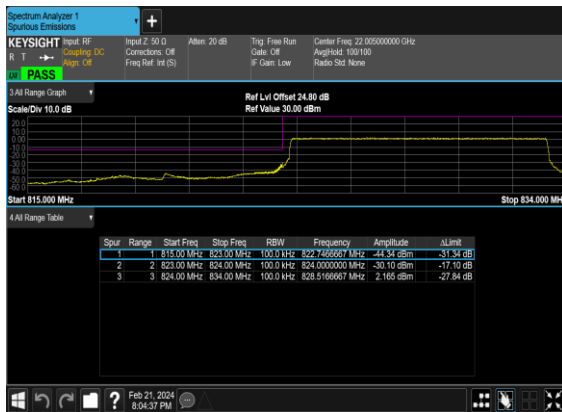 Spectrum Analyzer 1
Spurious Emissions
KEYSIGHT Input: RF Input Z: 50 Ω Atten: 20 dB Trig: Free Run Center Freq: 22.005000000 GHz
R T Coupling: DC Corrections: Off Gate: Off Avg|Hold: 100/100
Align: Off Freq Ref: Int (S) IF Gain: Low Radio Std: None
PASS
3 All Range Graph
Ref Lvl Offset 24.80 dB
Scale/Div 10.0 dB Ref Value 30.00 dBm
20.0
10.0
0.00
-10.0
-20.0
-30.0
-40.0
-50.0
-60.0
Start 815.000 MHz Stop 834.000 MH
4 All Range Table
Spur Range Start Freq Stop Freq RBW Frequency Amplitude ΔLimit
1 1 815.00 MHz 823.00 MHz 100.0 kHz 822.7466667 MHz -44.34 dBm -31.34 dB
2 2 823.00 MHz 824.00 MHz 100.0 kHz 824.0000000 MHz -30.10 dBm -17.10 dB
3 3 824.00 MHz 834.00 MHz 100.0 kHz 828.5166667 MHz 2.165 dBm -27.84 dB
Feb 21, 2024
8:04:37 PM